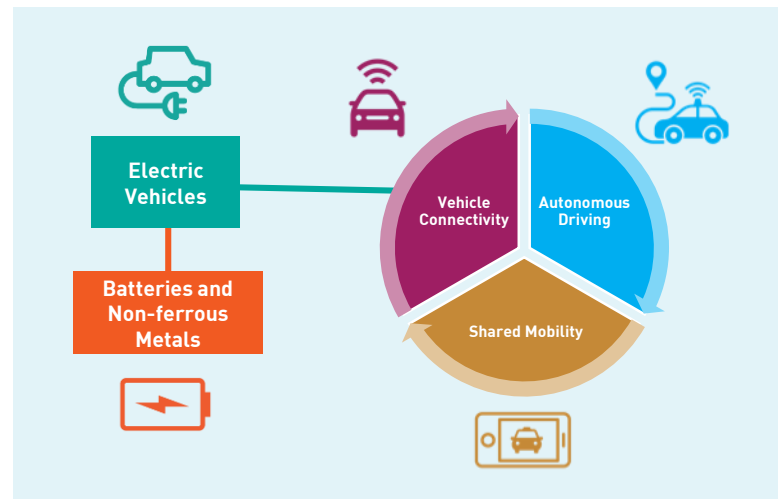 Electric
Vehicles
Batteries and
Non-ferrous
Metals
Vehicle
Connectivity
Autonomous
Driving
Shared Mobility